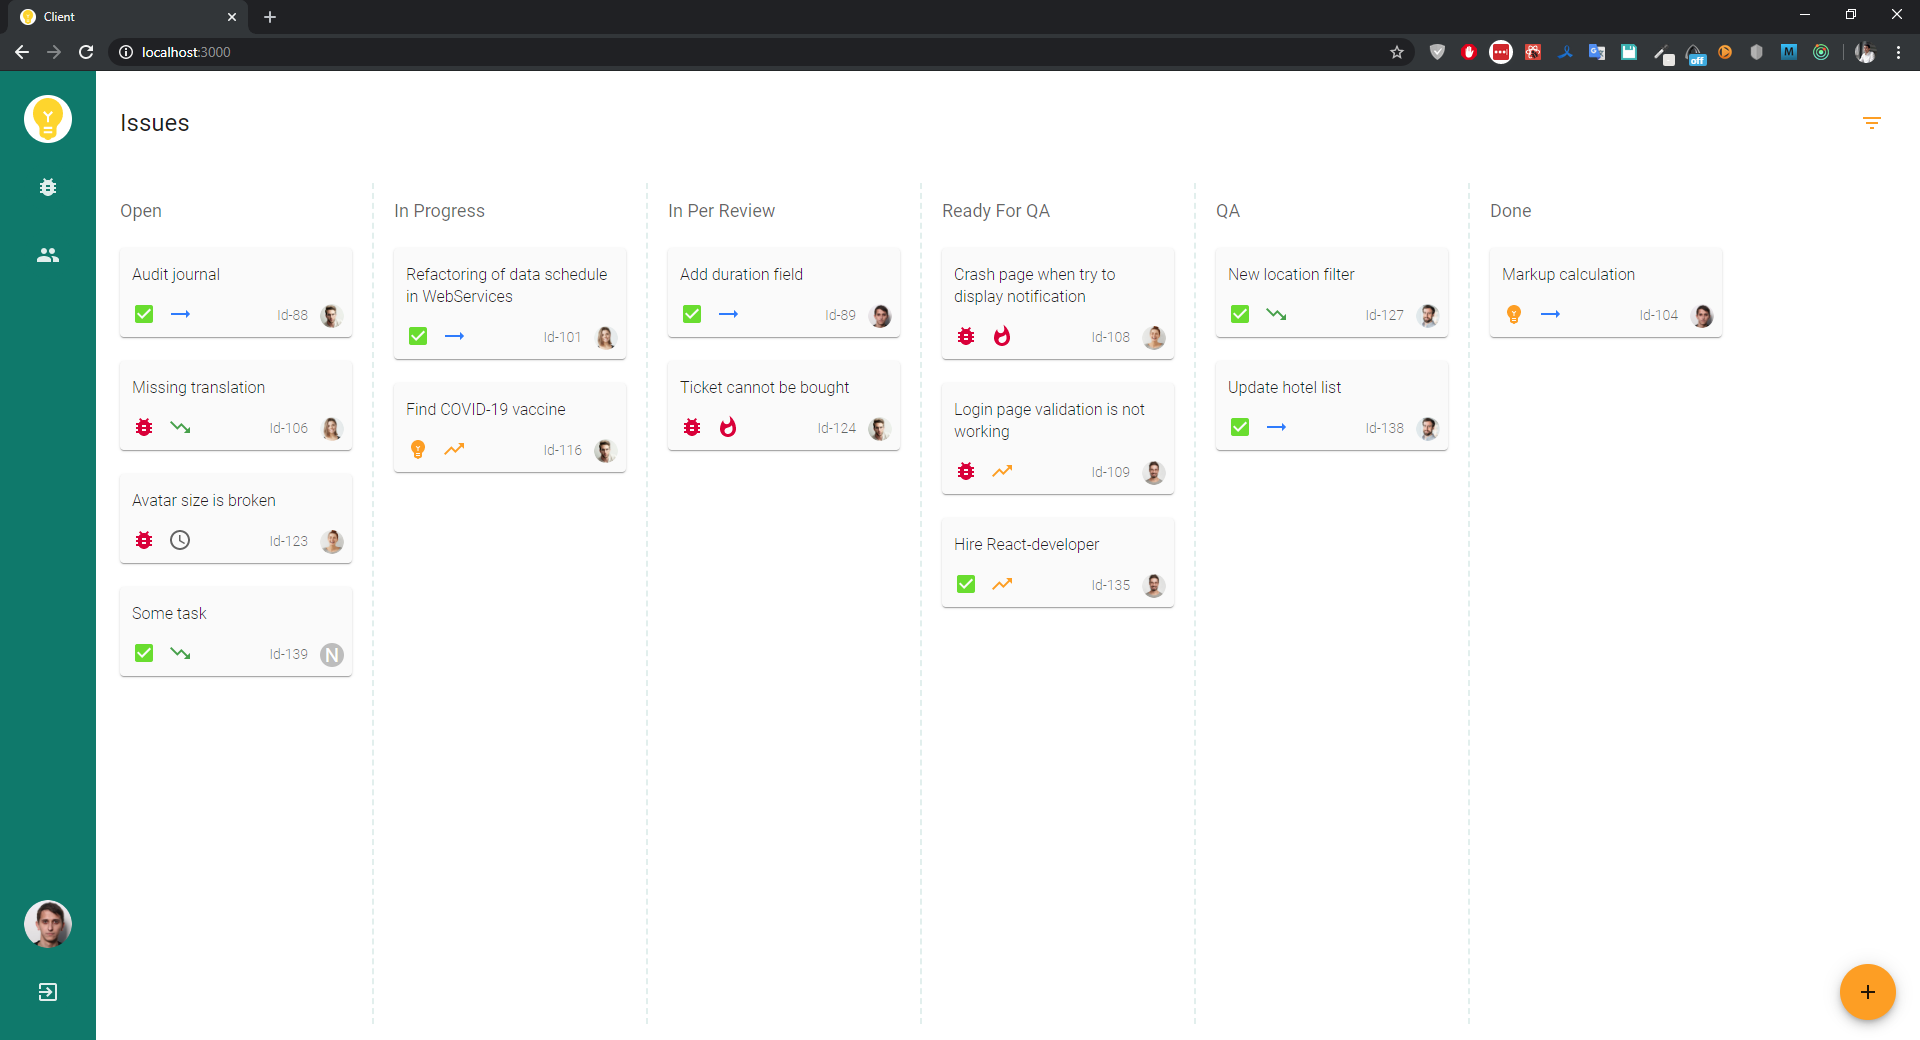 Client
localhost:3000
off
M
Issues
Open
Audit journal
Id-88
Missing translation
Id-106
Avatar size is broken
Id-123
Some task
Id-139
N
In Progress
Refactoring of data schedule
in WebServices
Id-101
Find COVID-19 vaccine
Id-116
In Per Review
Add duration field
Id-89
Ticket cannot be bought
Id-124
Ready For QA
Crash page when try to
display notification
Id-108
Login page validation is not
working
Id-109
Hire React-developer
Id-135
QA
New location filter
Id-127
Update hotel list
Id-138
Done
Markup calculation
Id-104